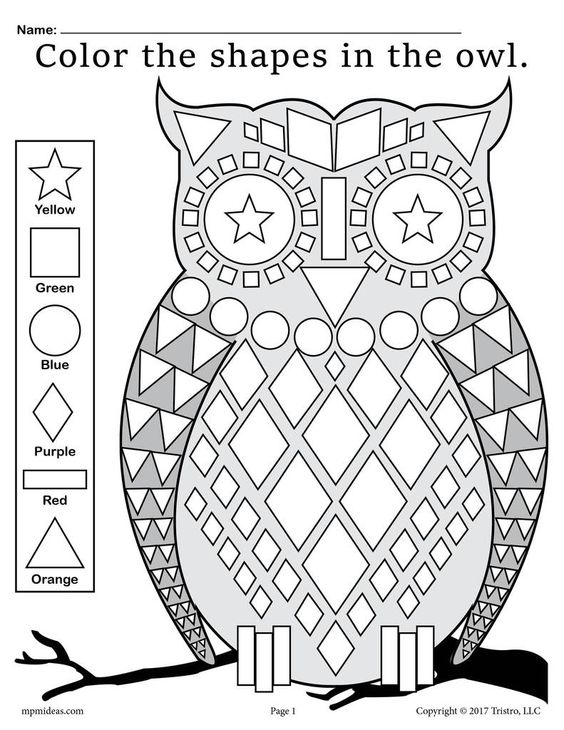 Name:
Color the shapes in the owl.
Yellow
Green
Blue
Purple
Red
Orange
mpmideas.com
Page 1
Copyright © 2017 Tristro, LLC